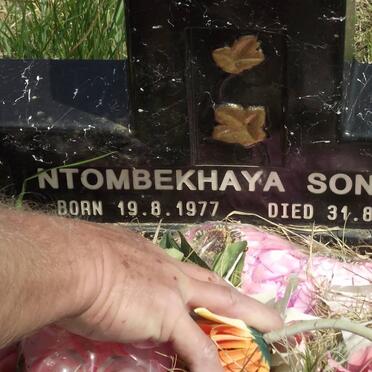 NTOMBEKHAYA SON
BORN 19.8.1977 DIED 31.8